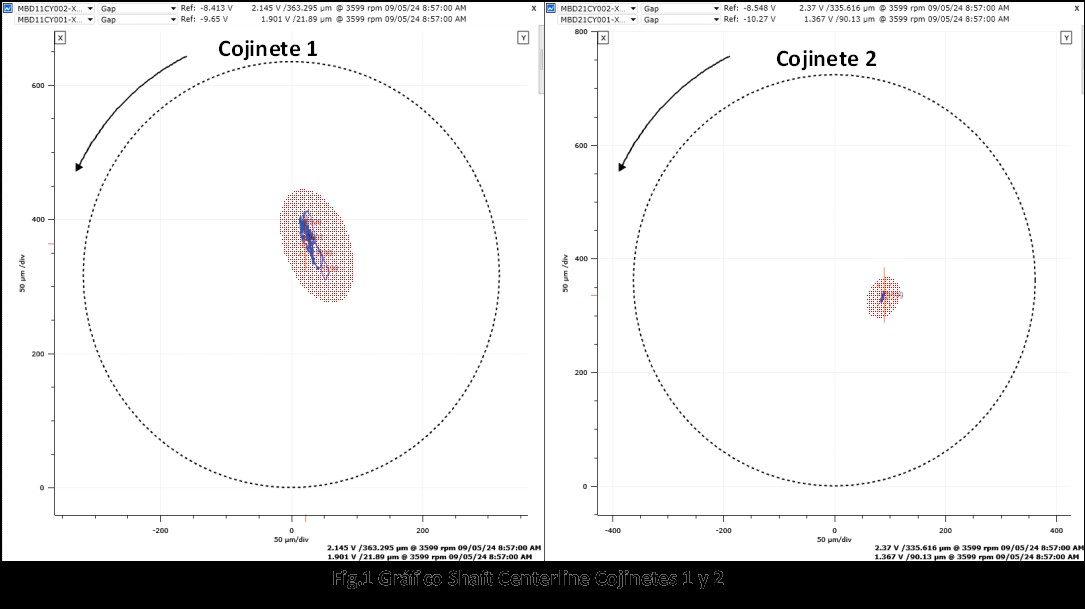 MBD11CY002-X... Gap Ref: -8.413 V 2.145 V /363.295 µm @ 3599 rpm 09/05/24 8:57:00 AM x
MBD11CY001-X... Gap Ref: -9.65 V 1.901 V /21.89 µm @ 3599 rpm 09/05/24 8:57:00 AM
X
Y
Cojinete 1
600
400
200
0
50 µm /div
-200
0
200
50 µm/div
2.145 V /363.295 µm @ 3599 rpm 09/05/24 8:57:00 AM
1.901 V /21.89 µm @ 3599 rpm 09/05/24 8:57:00 AM
MBD21CY002-X... Gap Ref: -8.548 V 2.37 V /335.616 µm @ 3599 rpm 09/05/24 8:57:00 AM x
MBD21CY001-X... Gap Ref: -10.27 V 1.367 V /90.13 µm @ 3599 rpm 09/05/24 8:57:00 AM
X
Y
Cojinete 2
800
600
400
200
0
50 µm /div
-400
-200
0
200
400
50 µm/div
2.37 V /335.616 µm @ 3599 rpm 09/05/24 8:57:00 AM
1.367 V /90.13 µm @ 3599 rpm 09/05/24 8:57:00 AM
Fig.1 Gráfico Shaft Centerline Cojinetes 1 y 2